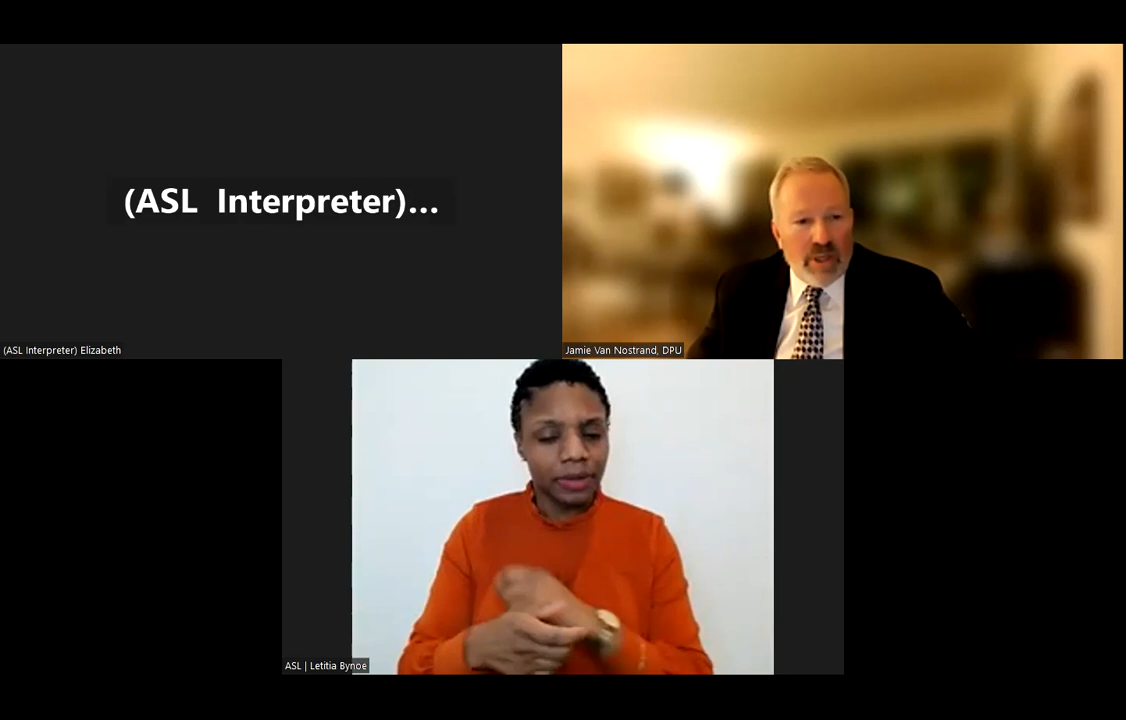 (ASL Interpreter)...
(ASL Interpreter) Elizabeth
Jamie Van Nostrand, DPU
ASL | Letitia Bynoe